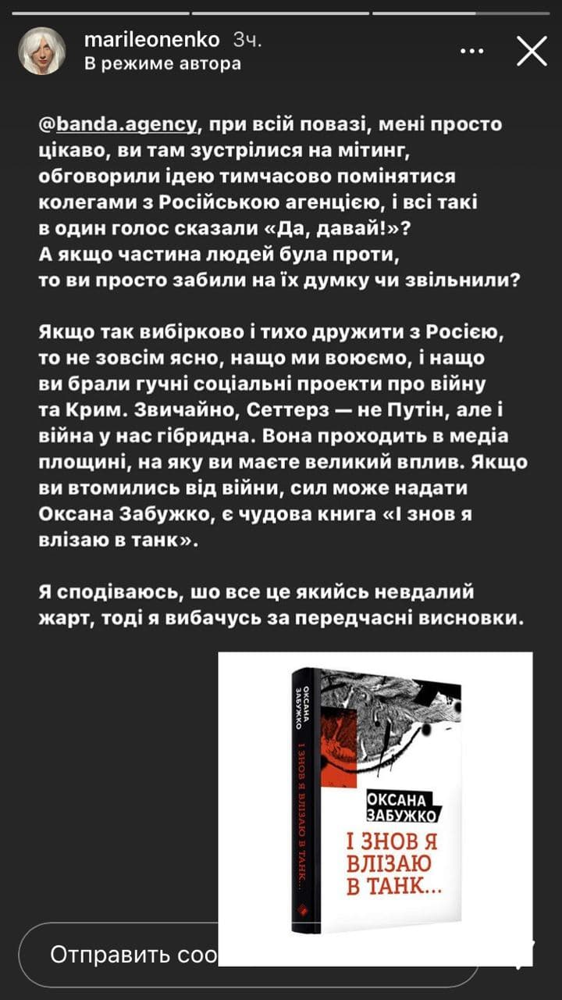 marileonenko 3ч.
В режиме автора
@banda.agency, при всій повазі, мені просто
цікаво, ви там зустрілися на мітинг,
обговорили ідею тимчасово помінятися
колегами з Російською агенцією, і всі такі
в один голос сказали «Да, давай!»?
А якщо частина людей була проти,
то ви просто забили на їх думку чи звільнили?
Якщо так вибірково і тихо дружити з Росією,
то не зовсім ясно, нащо ми воюємо, і нащо
ви брали гучні соціальні проекти про війну
та Крим. Звичайно, Сеттерз — не Путін, але і
війна у нас гібридна. Вона проходить в медіа
площині, на яку ви маєте великий вплив. Якщо
ви втомились від війни, сил може надати
Оксана Забужко, є чудова книга «І знов я
влізаю в танк».
Я сподіваюсь, шо все це якийсь невдалий
жарт, тоді я вибачусь за передчасні висновки.
ОКСАНА
ЗАБУЖКО
І ЗНОВ Я ВЛІЗАЮ В ТАНК...
ОКСАНА
ЗАБУЖКО
І ЗНОВ Я
ВЛІЗАЮ
В ТАНК...
Отправить соо